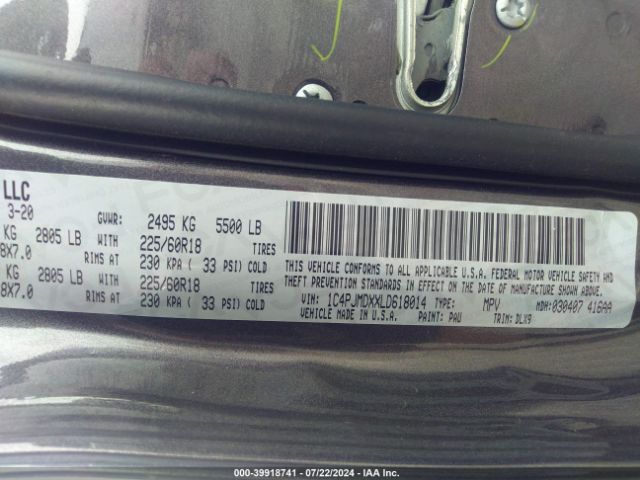 LLC
3-20 GVWR: 2495 KG 5500 LB
KG 2805 LB WITH 225/60R18 TIRES
8X7.0 RIMS AT 230 KPA ( 33 PSI) COLD
KG 2805 LB WITH 225/60R18 TIRES
8X7.0 RIMS AT 230 KPA ( 33 PSI) COLD
THIS VEHICLE CONFORMS TO ALL APPLICABLE U.S.A. FEDERAL MOTOR VEHICLE SAFETY AND
THEFT PREVENTION STANDARDS IN EFFECT ON THE DATE OF MANUFACTURE SHOWN ABOVE.
VIN: 1C4PJMDXXLD618014 TYPE: MPV MDH: 030407 416AA
VEHICLE MADE IN U.S.A. PAINT: PAU TRIM: DLX9
000-39918741 - 07/22/2024 - IAA Inc.